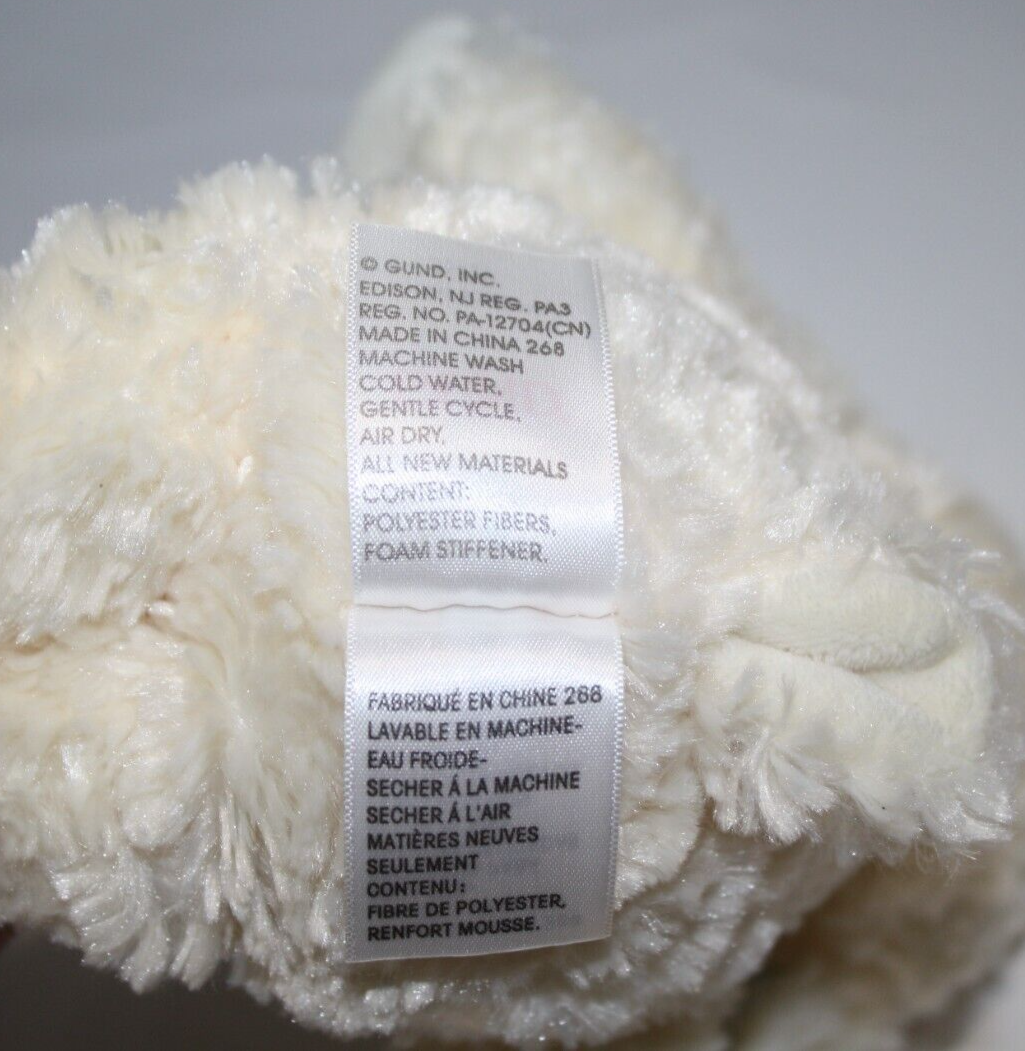 © GUND, INC.
EDISON, NJ REG. PA3
REG. NO. PA-12704(CN)
MADE IN CHINA 268
MACHINE WASH
COLD WATER,
GENTLE CYCLE,
AIR DRY.
ALL NEW MATERIALS
CONTENT:
POLYESTER FIBERS,
FOAM STIFFENER.
FABRIQUÉ EN CHINE 268
LAVABLE EN MACHINE-
EAU FROIDE-
SECHER Á LA MACHINE
SECHER Á L'AIR
MATIÈRES NEUVES
SEULEMENT
CONTENU:
FIBRE DE POLYESTER,
RENFORT MOUSSE.